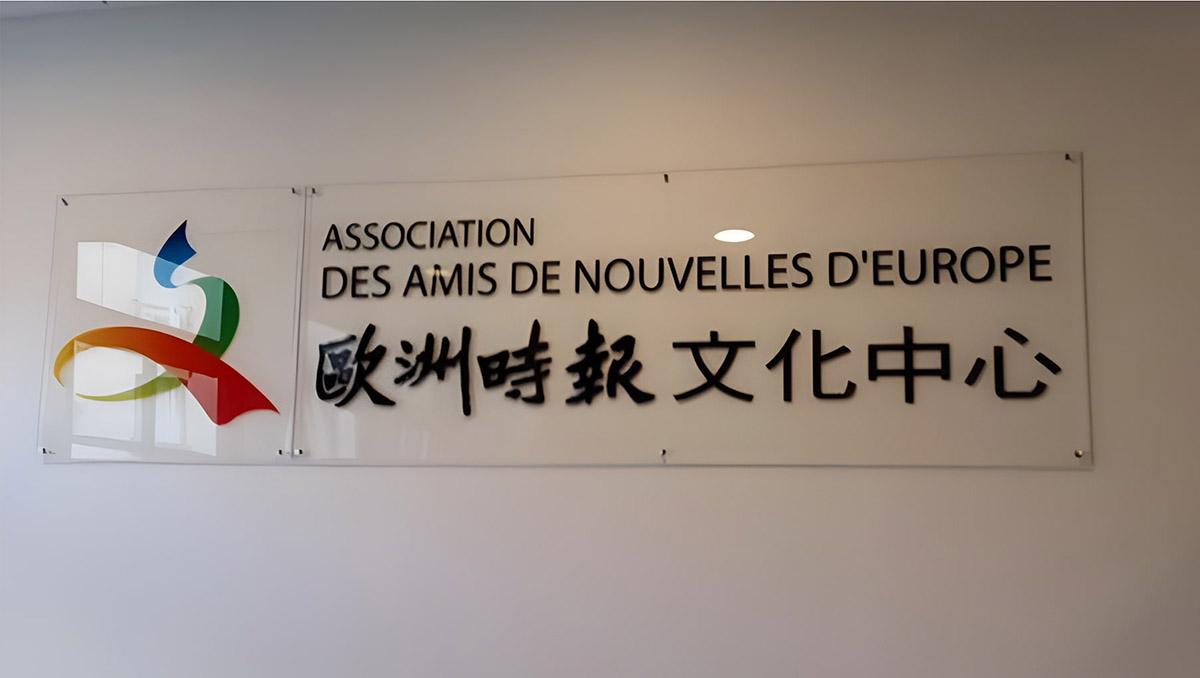 ASSOCIATION
DES AMIS DE NOUVELLES D'EUROPE
歐洲時報文化中心